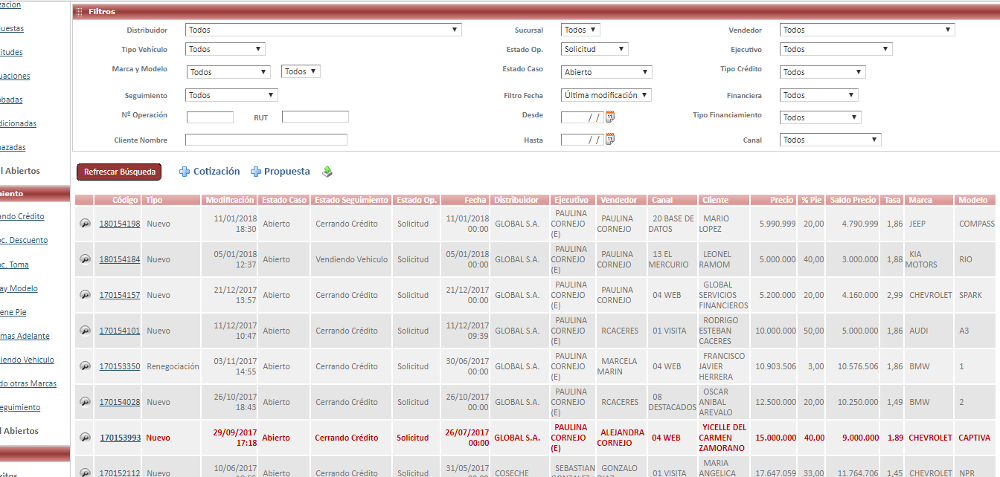 zacion
uestas
itudes
uaciones
obadas
dicionadas
nazadas
l Abiertos
miento
ando Crédito
oc. Descuento
oc. Toma
ay Modelo
ene Pie
mas Adelante
diendo Vehiculo
do otras Marcas
eguimiento
l Abiertos
xitos
Filtros
Distribuidor Todos Sucursal Todos Vendedor Todos
Tipo Vehículo Todos Estado Op. Solicitud Ejecutivo Todos
Marca y Modelo Todos Todos Estado Caso Abierto Tipo Crédito Todos
Seguimiento Todos Filtro Fecha Última modificación Financiera Todos
Nº Operación RUT Desde / / Tipo Financiamiento Todos
Cliente Nombre Hasta / / Canal Todos
Refrescar Búsqueda Cotización Propuesta
Código Tipo Modificación Estado Caso Estado Seguimiento Estado Op. Fecha Distribuidor Ejecutivo Vendedor Canal Cliente Precio % Pie Saldo Precio Tasa Marca Modelo
180154198 Nuevo 11/01/2018 18:30 Abierto Cerrando Crédito Solicitud 11/01/2018 00:00 GLOBAL S.A. PAULINA CORNEJO (E) PAULINA CORNEJO 20 BASE DE DATOS MARIO LOPEZ 5.990.999 20,00 4.790.999 1,86 JEEP COMPASS
180154184 Nuevo 05/01/2018 12:37 Abierto Vendiendo Vehiculo Solicitud 05/01/2018 00:00 GLOBAL S.A. PAULINA CORNEJO (E) PAULINA CORNEJO 13 EL MERCURIO LEONEL RAMOM 5.000.000 40,00 3.000.000 1,88 KIA MOTORS RIO
170154157 Nuevo 21/12/2017 13:57 Abierto Cerrando Crédito Solicitud 21/12/2017 00:00 GLOBAL S.A. PAULINA CORNEJO (E) PAULINA CORNEJO 04 WEB GLOBAL SERVICIOS FINANCIEROS 5.200.000 20,00 4.160.000 2,99 CHEVROLET SPARK
170154101 Nuevo 11/12/2017 10:47 Abierto Cerrando Crédito Solicitud 11/12/2017 09:39 GLOBAL S.A. PAULINA CORNEJO (E) RCACERES 01 VISITA RODRIGO ESTEBAN CACERES 10.000.000 50,00 5.000.000 1,86 AUDI A3
170153350 Renegociación 03/11/2017 14:55 Abierto Cerrando Crédito Solicitud 30/06/2017 00:00 GLOBAL S.A. PAULINA CORNEJO (E) MARCELA MARIN 04 WEB FRANCISCO JAVIER HERRERA 10.903.506 3,00 10.576.506 1,86 BMW 1
170154028 Nuevo 26/10/2017 18:43 Abierto Cerrando Crédito Solicitud 26/10/2017 00:00 GLOBAL S.A. PAULINA CORNEJO (E) RCACERES 08 DESTACADOS OSCAR ANIBAL AREVALO 12.500.000 20,00 10.250.000 1,49 BMW 2
170153993 Nuevo 29/09/2017 17:18 Abierto Cerrando Crédito Solicitud 26/07/2017 00:00 GLOBAL S.A. PAULINA CORNEJO (E) ALEJANDRA CORNEJO 04 WEB YICELLE DEL CARMEN ZAMORANO 15.000.000 40,00 9.000.000 1,89 CHEVROLET CAPTIVA
170152112 Nuevo 10/06/2017 Abierto Cerrando Crédito Solicitud 31/05/2017 COSECHE SEBASTIAN GONZALO 01 VISITA MARIA ANGELICA 17.647.059 33,00 11.764.706 1,45 CHEVROLET NPR